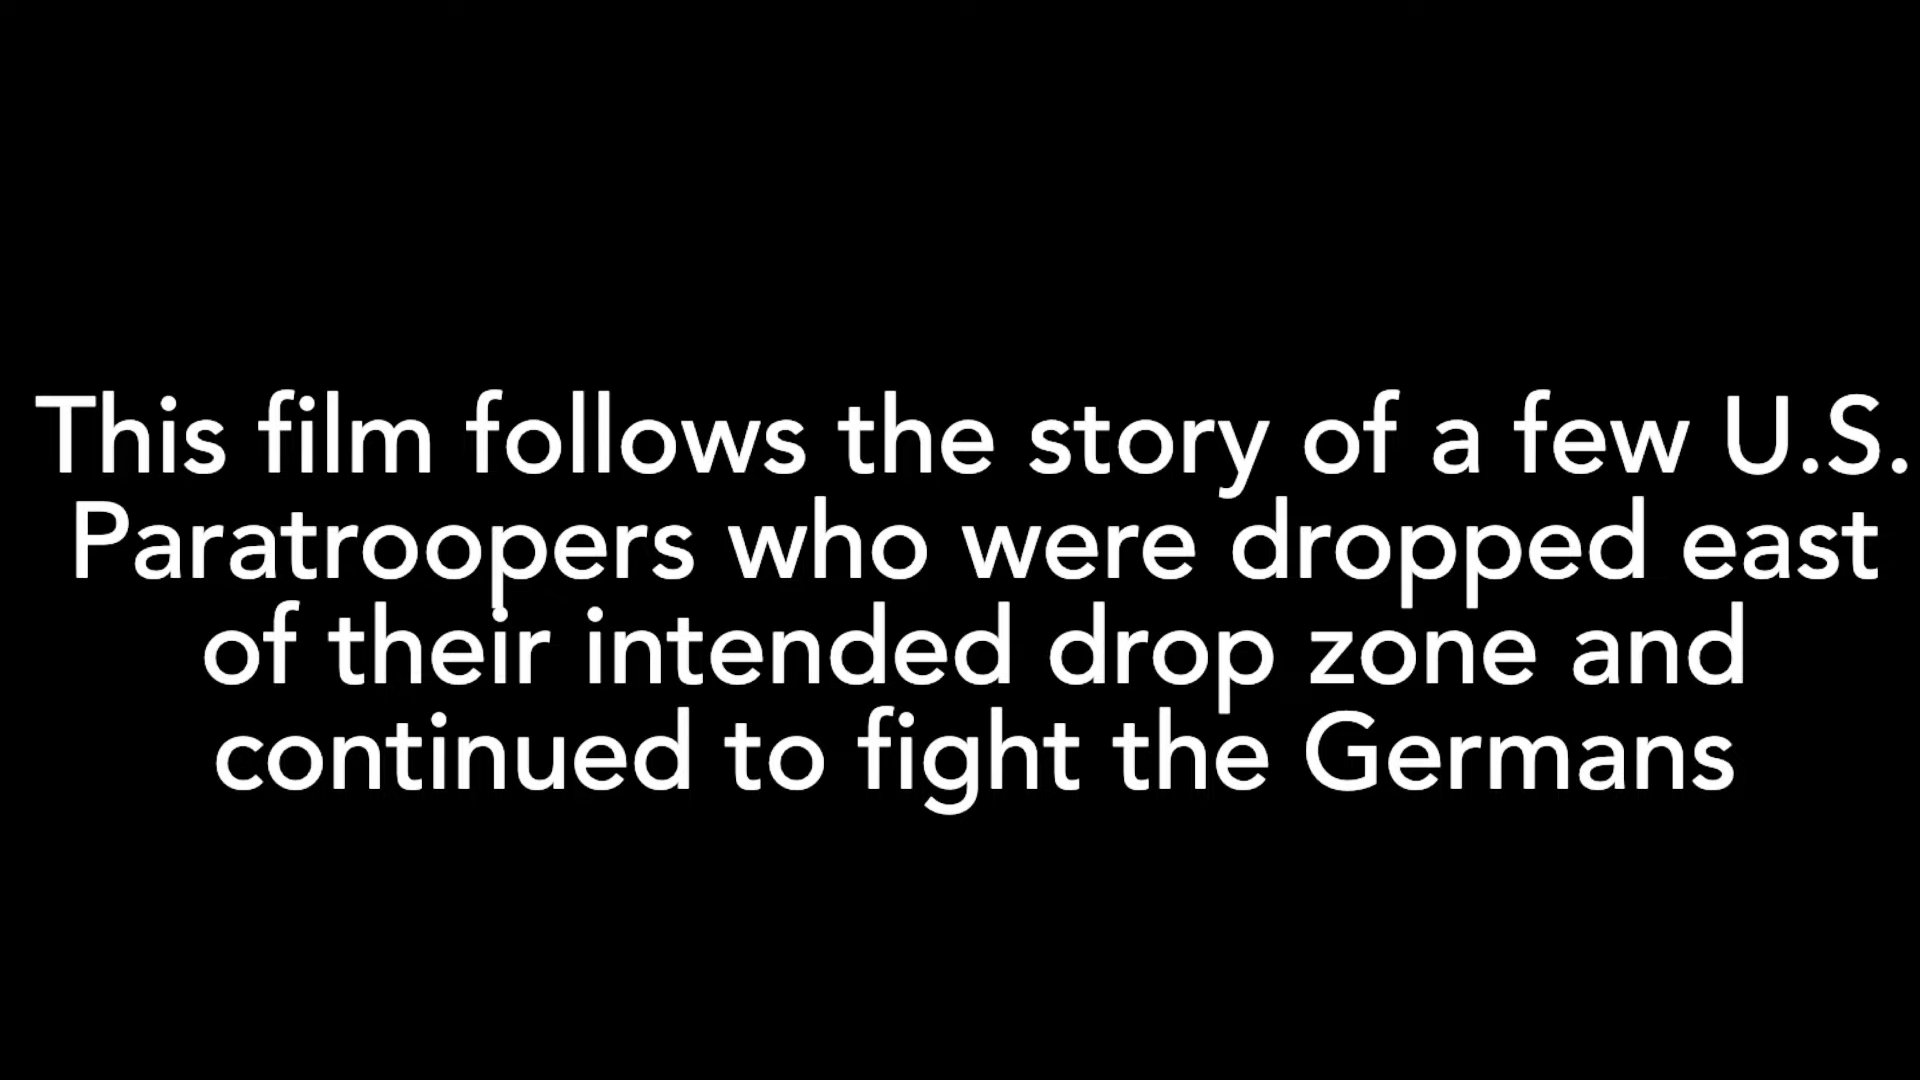 This film follows the story of a few U.S.
Paratroopers who were dropped east
of their intended drop zone and
continued to fight the Germans